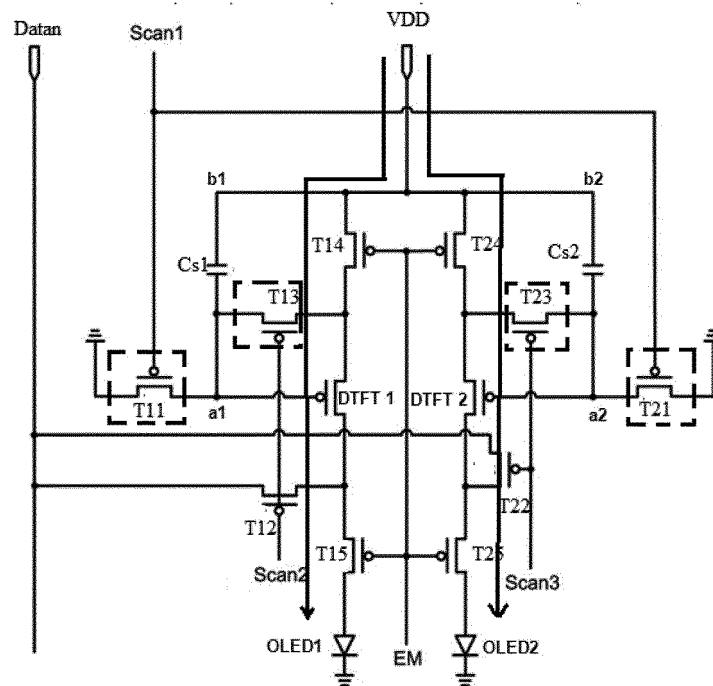 Datan
Scan1
VDD
b1
b2
T14
T24
Cs1
Cs2
T13
T23
DTFT 1
DTFT 2
T11
a1
a2
T21
T12
T22
T15
T25
Scan2
Scan3
OLED1
EM
OLED2